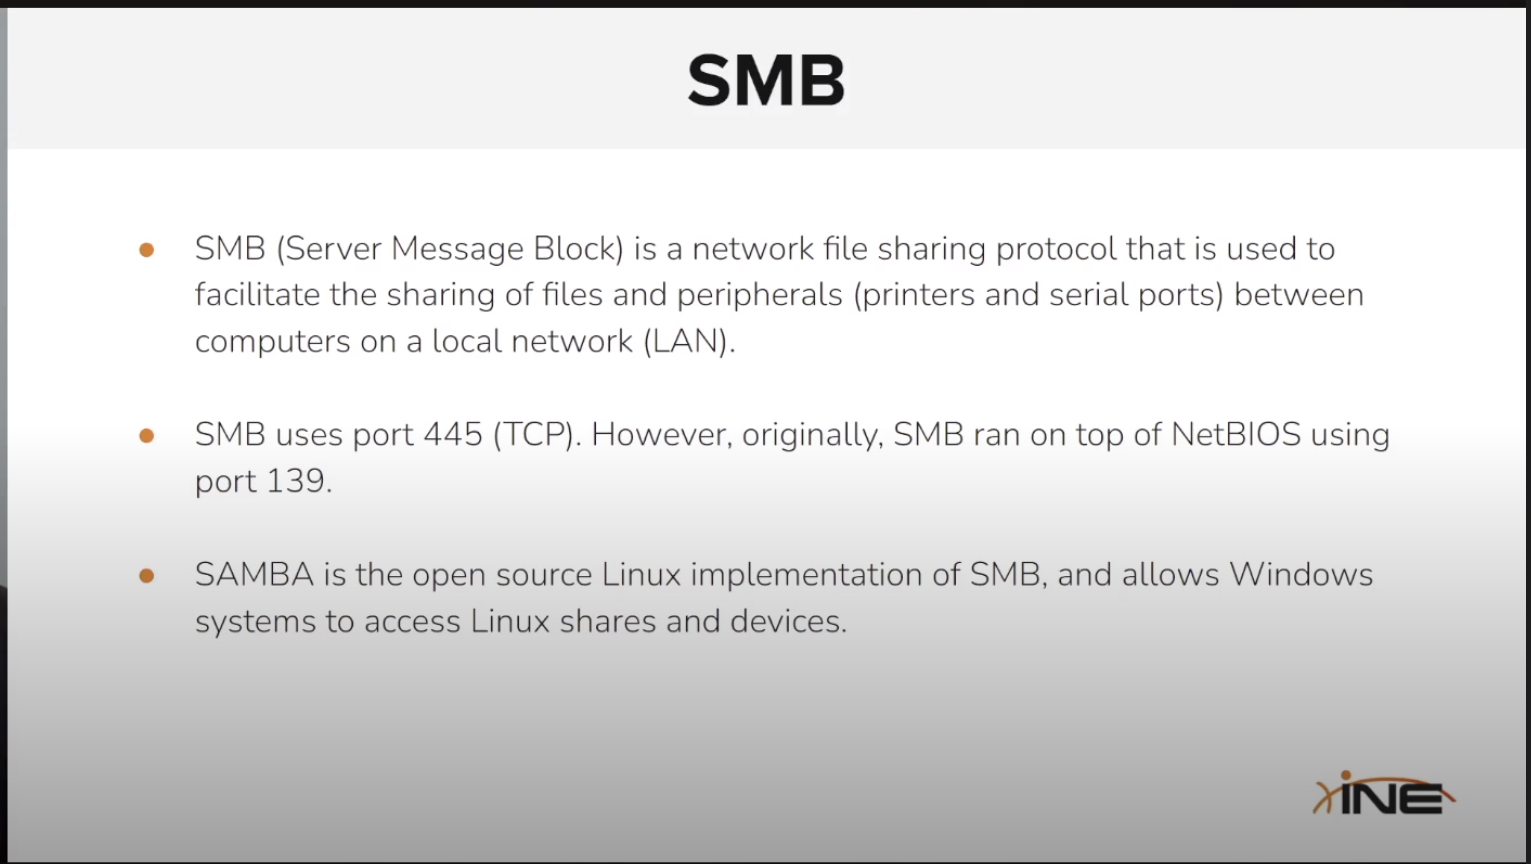 SMB
● SMB (Server Message Block) is a network file sharing protocol that is used to
facilitate the sharing of files and peripherals (printers and serial ports) between
computers on a local network (LAN).
● SMB uses port 445 (TCP). However, originally, SMB ran on top of NetBIOS using
port 139.
● SAMBA is the open source Linux implementation of SMB, and allows Windows
systems to access Linux shares and devices.
INE